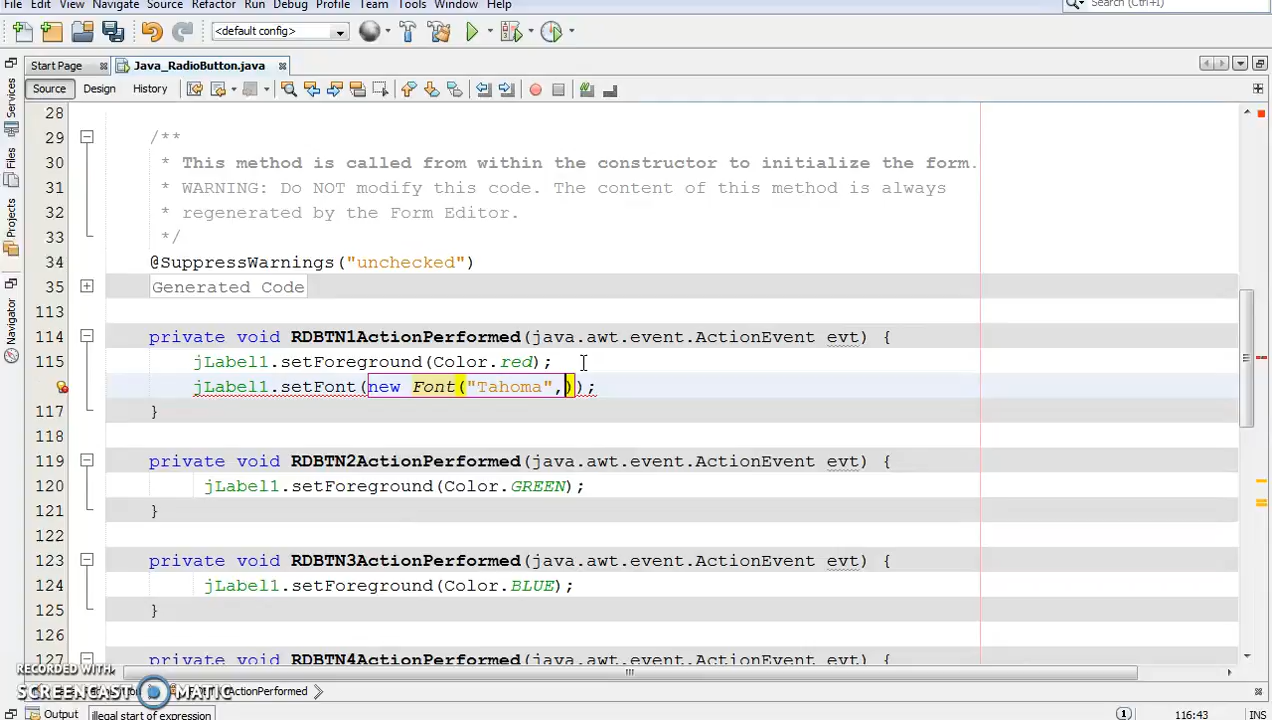 File Edit View Navigate Source Refactor Run Debug Profile Team Tools Window Help
Search (Ctrl+I)
<default config>
Start Page Java_RadioButton.java
Source Design History
Services
Files
Projects
Navigator
28
29 /**
30 * This method is called from within the constructor to initialize the form.
31 * WARNING: Do NOT modify this code. The content of this method is always
32 * regenerated by the Form Editor.
33 */
34 @SuppressWarnings("unchecked")
35 Generated Code
113
114 private void RDBTN1ActionPerformed(java.awt.event.ActionEvent evt) {
115 jLabel1.setForeground(Color.red);
jLabel1.setFont(new Font("Tahoma",));
117 }
118
119 private void RDBTN2ActionPerformed(java.awt.event.ActionEvent evt) {
120 jLabel1.setForeground(Color.GREEN);
121 }
122
123 private void RDBTN3ActionPerformed(java.awt.event.ActionEvent evt) {
124 jLabel1.setForeground(Color.BLUE);
125 }
126
127 private void RDBTN4ActionPerformed(java.awt.event.ActionEvent evt) {
RECORDED WITH
SCREENCAST MATIC
ActionPerformed
Output illegal start of expression 1 116:43 INS